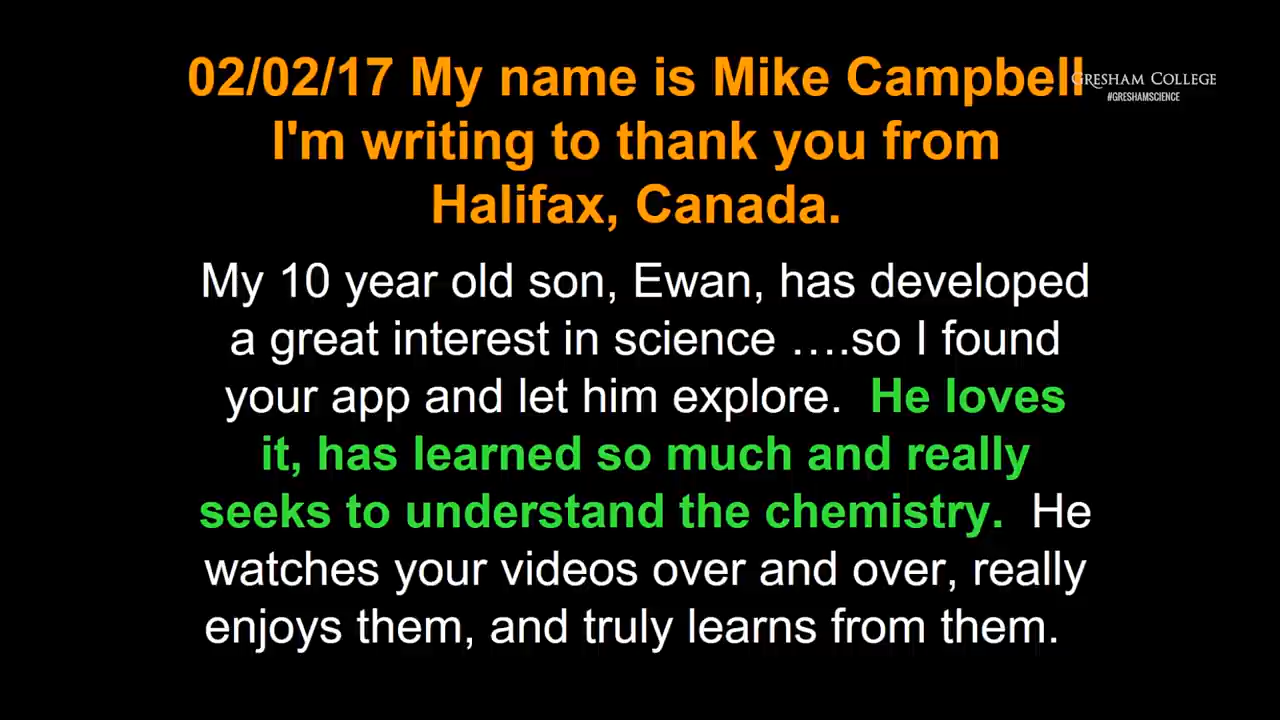 02/02/17 My name is Mike Campbell
GRESHAM COLLEGE
#GRESHAMSCIENCE
I'm writing to thank you from
Halifax, Canada.
My 10 year old son, Ewan, has developed
a great interest in science ….so I found
your app and let him explore.  He loves
it, has learned so much and really
seeks to understand the chemistry.  He
watches your videos over and over, really
enjoys them, and truly learns from them.